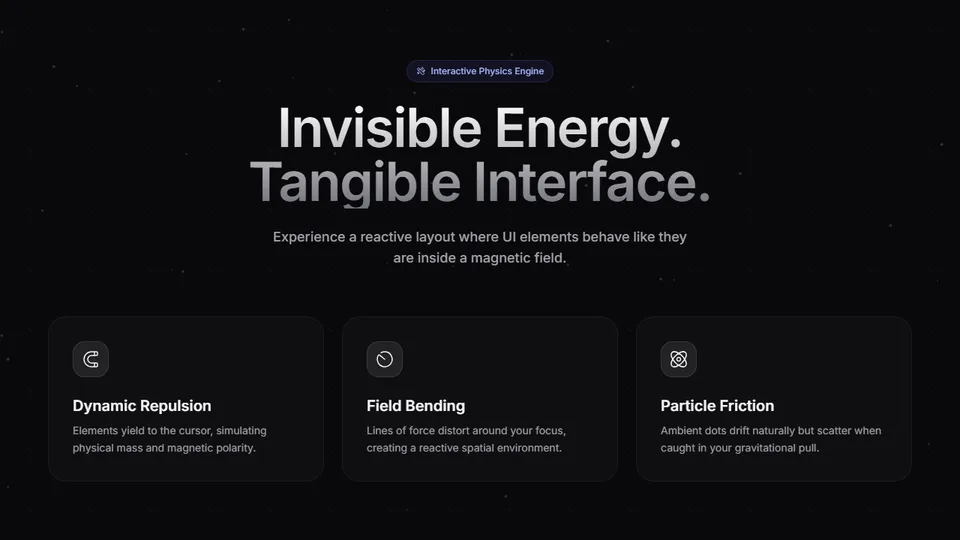 Interactive Physics Engine
Invisible Energy.
Tangible Interface.
Experience a reactive layout where UI elements behave like they
are inside a magnetic field.
Dynamic Repulsion
Elements yield to the cursor, simulating
physical mass and magnetic polarity.
Field Bending
Lines of force distort around your focus,
creating a reactive spatial environment.
Particle Friction
Ambient dots drift naturally but scatter when
caught in your gravitational pull.